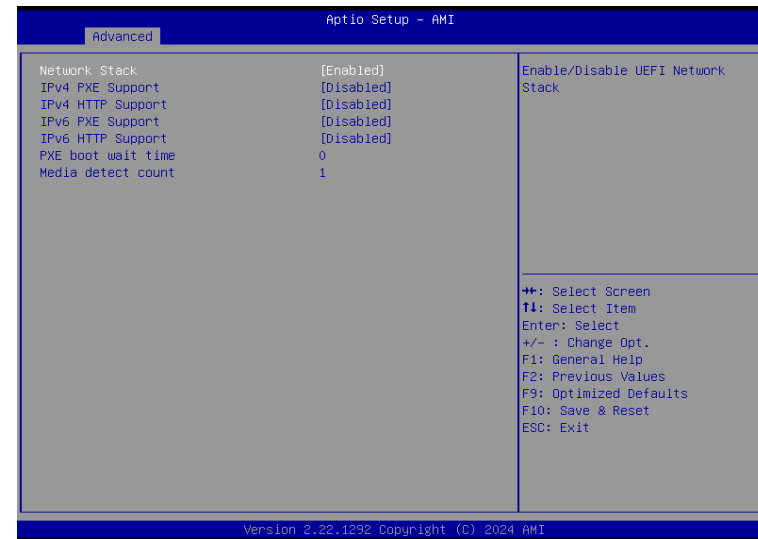 Aptio Setup – AMI
Advanced
Network Stack [Enabled]
IPv4 PXE Support [Disabled]
IPv4 HTTP Support [Disabled]
IPv6 PXE Support [Disabled]
IPv6 HTTP Support [Disabled]
PXE boot wait time 0
Media detect count 1
Enable/Disable UEFI Network
Stack
→←: Select Screen
↑↓: Select Item
Enter: Select
+/- : Change Opt.
F1: General Help
F2: Previous Values
F9: Optimized Defaults
F10: Save & Reset
ESC: Exit
Version 2.22.1292 Copyright (C) 2024 AMI